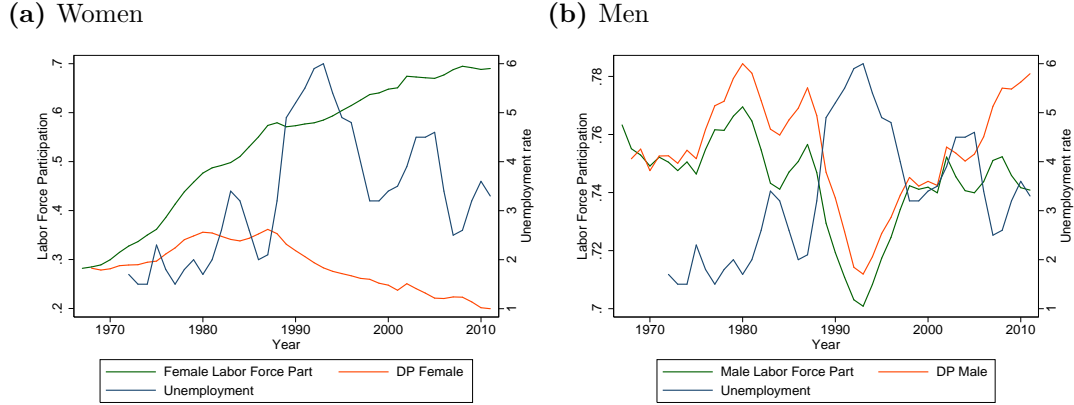 (a) Women
Labor Force Participation
.7
.6
.5
.4
.3
.2
6
5
4
3
2
1
Unemployment rate
1970 1980 1990 2000 2010
Year
Female Labor Force Part DP Female
Unemployment
(b) Men
Labor Force Participation
.78
.76
.74
.72
.7
6
5
4
3
2
1
Unemployment rate
1970 1980 1990 2000 2010
Year
Male Labor Force Part DP Male
Unemployment